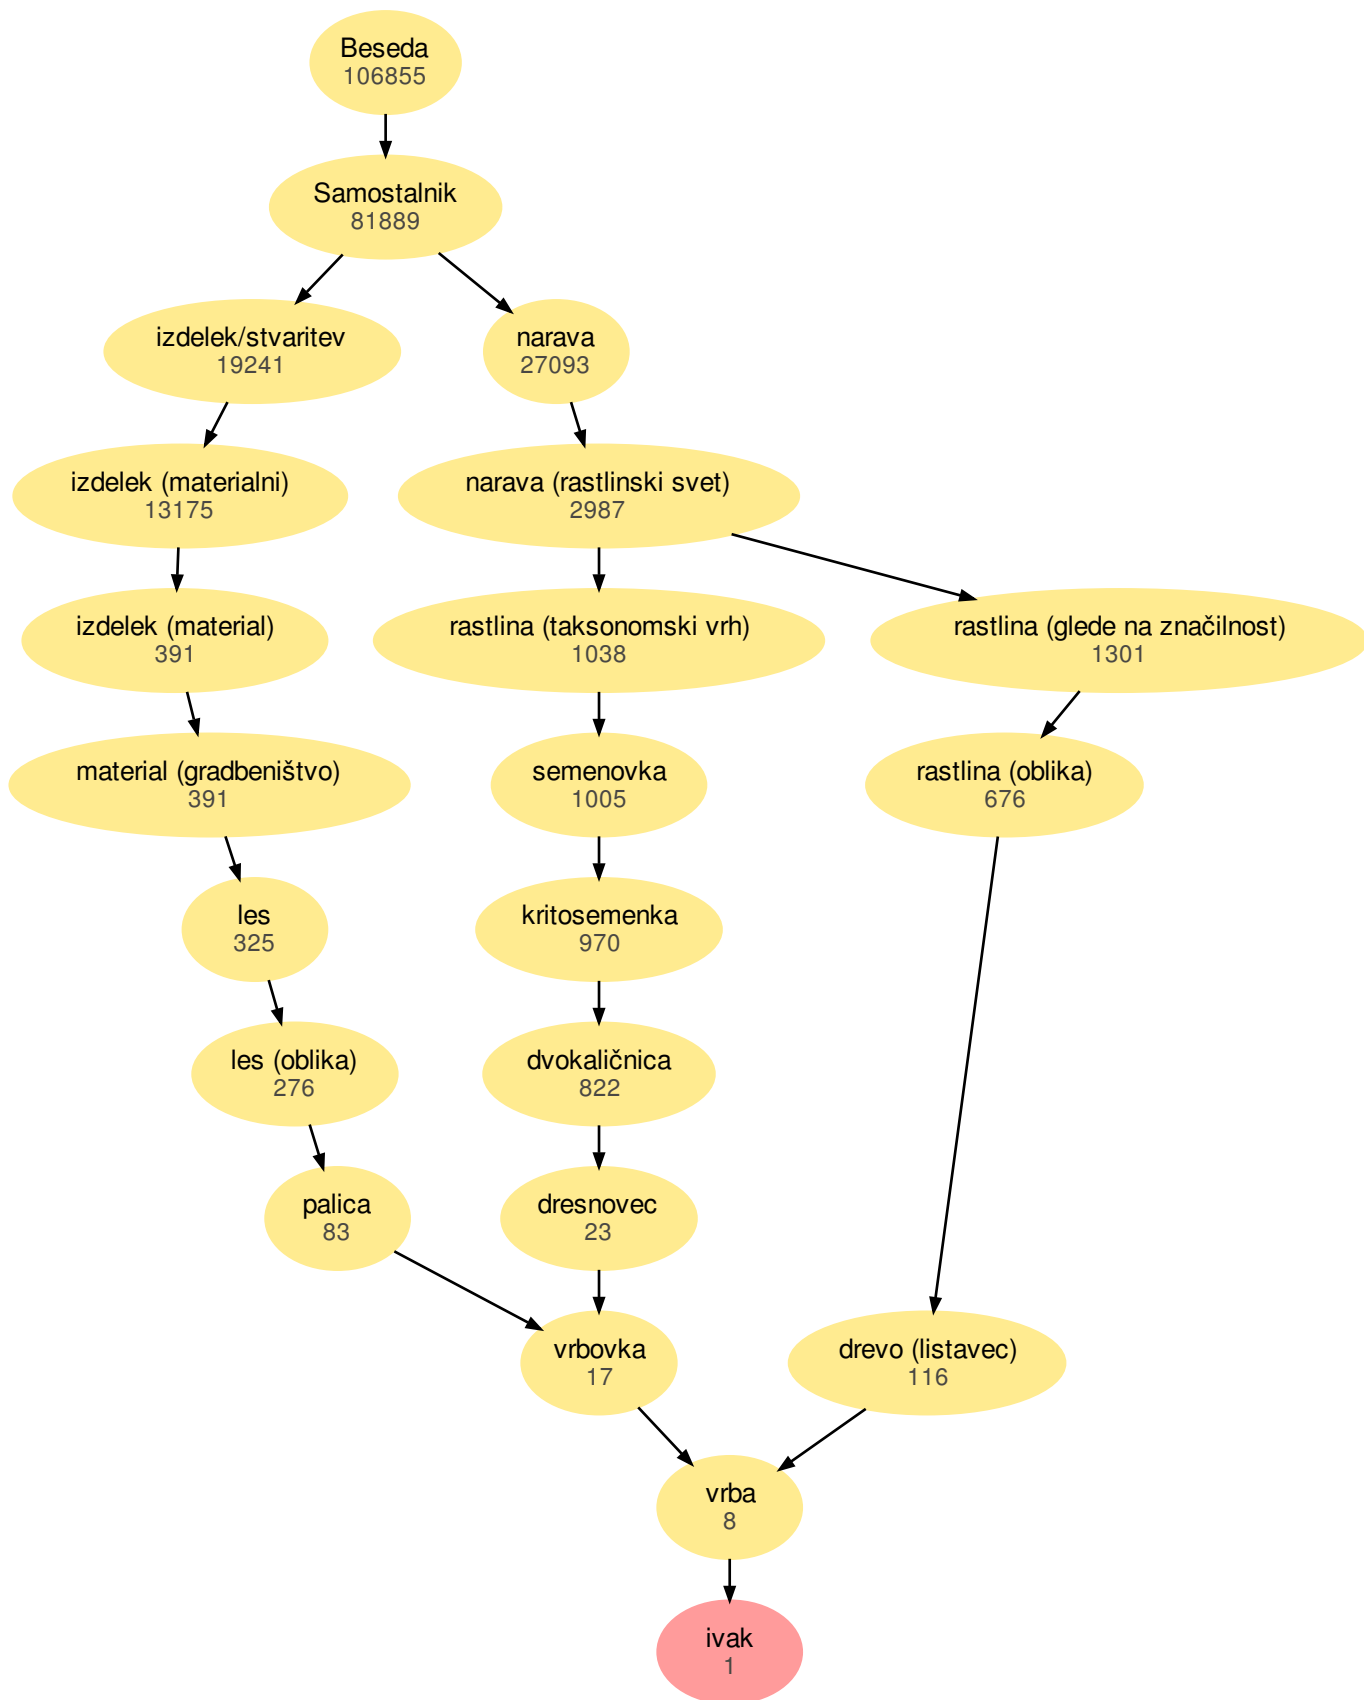 Beseda
106855
Samostalnik
81889
izdelek/stvaritev
19241
narava
27093
izdelek (materialni)
13175
narava (rastlinski svet)
2987
izdelek (material)
391
rastlina (taksonomski vrh)
1038
rastlina (glede na značilnost)
1301
material (gradbeništvo)
391
semenovka
1005
rastlina (oblika)
676
les
325
kritosemenka
970
les (oblika)
276
dvokaličnica
822
palica
83
dresnovec
23
vrbovka
17
drevo (listavec)
116
vrba
8
ivak
1